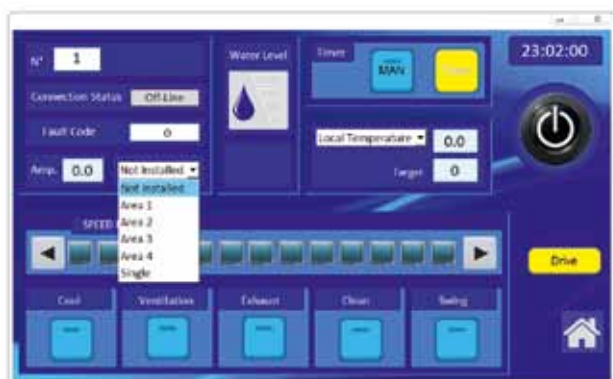 N° 1
Water Level
Timer
MAN
23:02:00
Connection Status Off-Line
Fault Code 0
Local Temperature 0.0
Amp. 0.0 Not Installed
Target 0
Not Installed
Area 1
SPEED
Area 2
Area 3
Area 4
Single
Drive
Cool
Ventilation
Exhaust
Clean
Swing